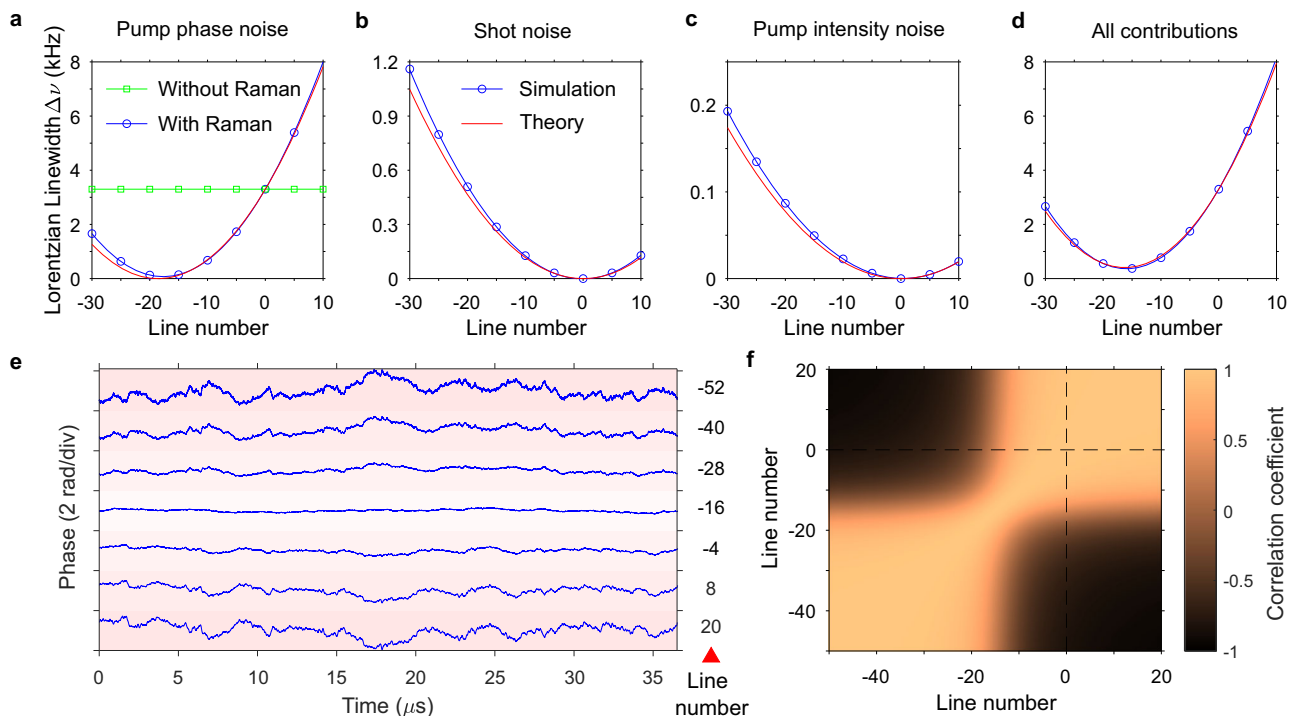 a
Pump phase noise
b
Shot noise
c
Pump intensity noise
d
All contributions
Lorentzian Linewidth Δν (kHz)
8
6
4
2
0
Without Raman
With Raman
-30 -20 -10 0 10
Line number
1.2
0.9
0.6
0.3
0
Simulation
Theory
-30 -20 -10 0 10
Line number
0.2
0.1
0
-30 -20 -10 0 10
Line number
8
6
4
2
0
-30 -20 -10 0 10
Line number
e
Phase (2 rad/div)
-52
-40
-28
-16
-4
8
20
0 5 10 15 20 25 30 35
Time (μs)
Line
number
f
Line number
20
0
-20
-40
-40 -20 0 20
Line number
1
0.5
0
-0.5
-1
Correlation coefficient